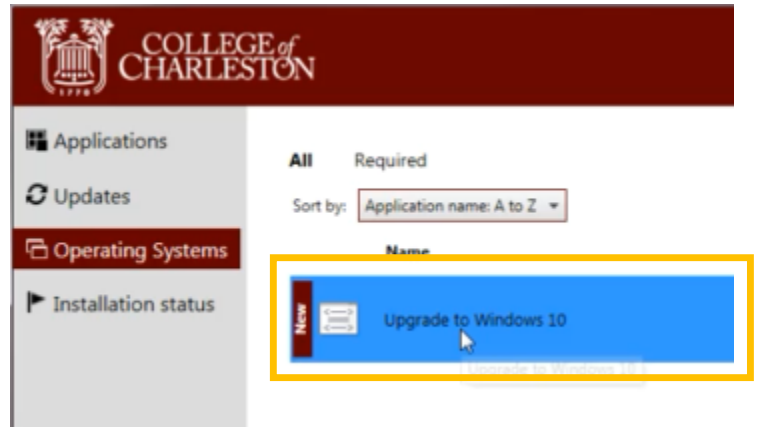 COLLEGE of
CHARLESTON
1770
Applications
Updates
Operating Systems
Installation status
All Required
Sort by: Application name: A to Z
Name
New
Upgrade to Windows 10
Upgrade to Windows 10